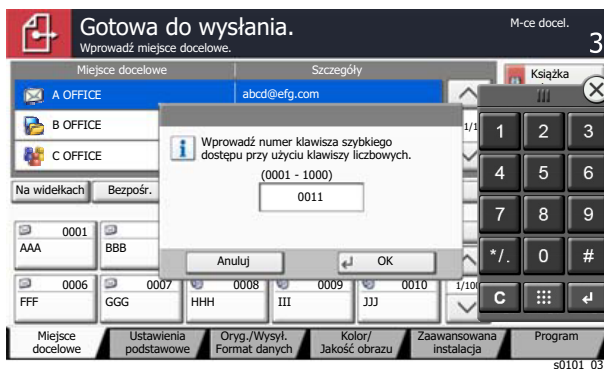 Gotowa do wysłania.
Wprowadź miejsce docelowe.
M-ce docel.
3
Miejsce docelowe
Szczegóły
Książka
A OFFICE
abcd@efg.com
B OFFICE
1/1
C OFFICE
Wprowadź numer klawisza szybkiego
dostępu przy użyciu klawiszy liczbowych.
(0001 - 1000)
0011
Na widełkach
Bezpośr.
Anuluj
OK
0001
AAA
BBB
0006
FFF
0007
GGG
0008
HHH
0009
III
0010
JJJ
1/100
1 2 3
4 5 6
7 8 9
*/. 0 #
C
Miejsce
docelowe
Ustawienia
podstawowe
Oryg./Wysył.
Format danych
Kolor/
Jakość obrazu
Zaawansowana
instalacja
Program
s0101_03